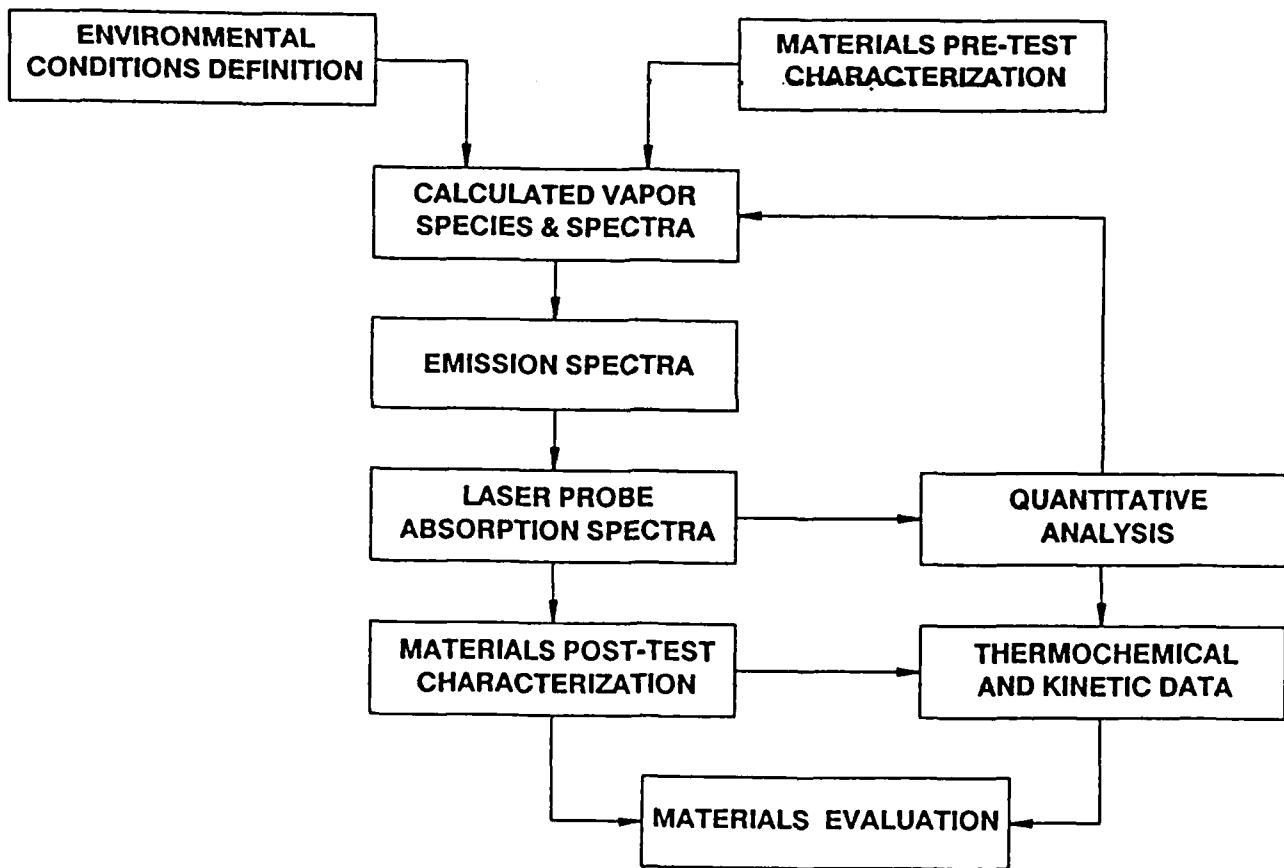 ENVIRONMENTAL
CONDITIONS DEFINITION
MATERIALS PRE-TEST
CHARACTERIZATION
CALCULATED VAPOR
SPECIES & SPECTRA
EMISSION SPECTRA
LASER PROBE
ABSORPTION SPECTRA
QUANTITATIVE
ANALYSIS
MATERIALS POST-TEST
CHARACTERIZATION
THERMOCHEMICAL
AND KINETIC DATA
MATERIALS EVALUATION